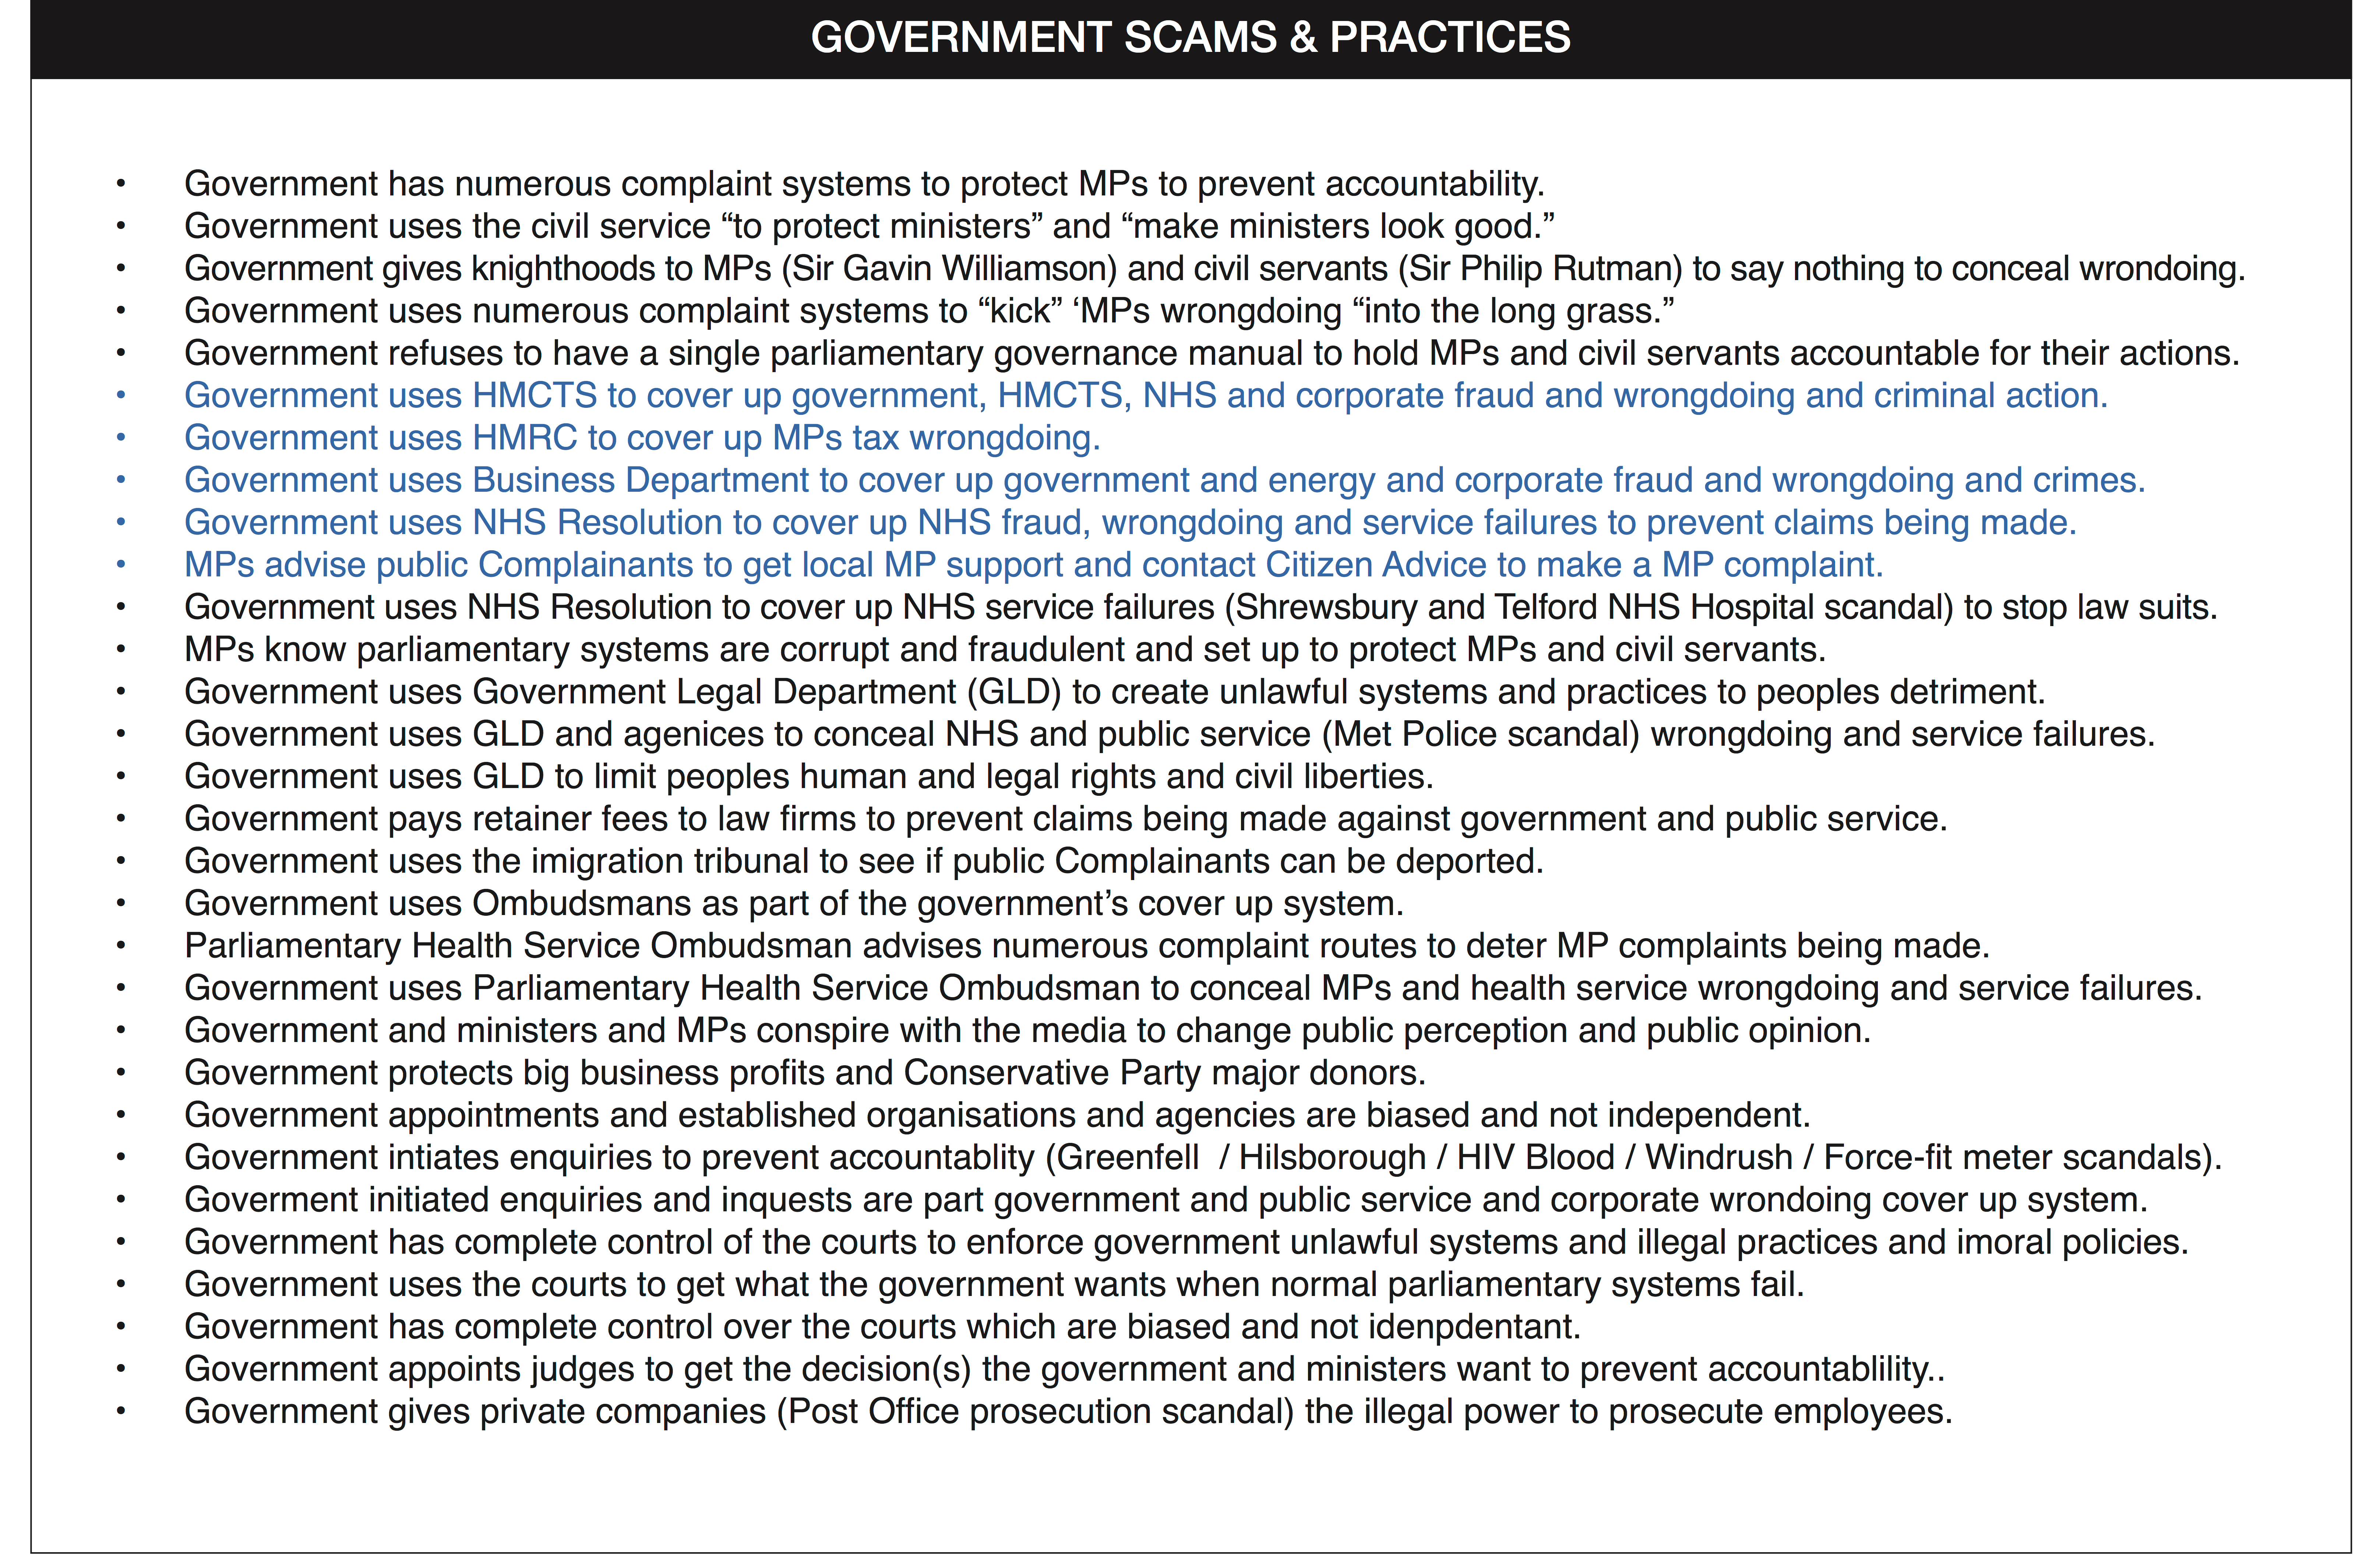 GOVERNMENT SCAMS & PRACTICES
• Government has numerous complaint systems to protect MPs to prevent accountability.
• Government uses the civil service “to protect ministers” and “make ministers look good.”
• Government gives knighthoods to MPs (Sir Gavin Williamson) and civil servants (Sir Philip Rutman) to say nothing to conceal wrondoing.
• Government uses numerous complaint systems to “kick” ‘MPs wrongdoing “into the long grass.”
• Government refuses to have a single parliamentary governance manual to hold MPs and civil servants accountable for their actions.
• Government uses HMCTS to cover up government, HMCTS, NHS and corporate fraud and wrongdoing and criminal action.
• Government uses HMRC to cover up MPs tax wrongdoing.
• Government uses Business Department to cover up government and energy and corporate fraud and wrongdoing and crimes.
• Government uses NHS Resolution to cover up NHS fraud, wrongdoing and service failures to prevent claims being made.
• MPs advise public Complainants to get local MP support and contact Citizen Advice to make a MP complaint.
• Government uses NHS Resolution to cover up NHS service failures (Shrewsbury and Telford NHS Hospital scandal) to stop law suits.
• MPs know parliamentary systems are corrupt and fraudulent and set up to protect MPs and civil servants.
• Government uses Government Legal Department (GLD) to create unlawful systems and practices to peoples detriment.
• Government uses GLD and agenices to conceal NHS and public service (Met Police scandal) wrongdoing and service failures.
• Government uses GLD to limit peoples human and legal rights and civil liberties.
• Government pays retainer fees to law firms to prevent claims being made against government and public service.
• Government uses the imigration tribunal to see if public Complainants can be deported.
• Government uses Ombudsmans as part of the government’s cover up system.
• Parliamentary Health Service Ombudsman advises numerous complaint routes to deter MP complaints being made.
• Government uses Parliamentary Health Service Ombudsman to conceal MPs and health service wrongdoing and service failures.
• Government and ministers and MPs conspire with the media to change public perception and public opinion.
• Government protects big business profits and Conservative Party major donors.
• Government appointments and established organisations and agencies are biased and not independent.
• Government intiates enquiries to prevent accountablity (Greenfell / Hilsborough / HIV Blood / Windrush / Force-fit meter scandals).
• Goverment initiated enquiries and inquests are part government and public service and corporate wrondoing cover up system.
• Government has complete control of the courts to enforce government unlawful systems and illegal practices and imoral policies.
• Government uses the courts to get what the government wants when normal parliamentary systems fail.
• Government has complete control over the courts which are biased and not idenpdentant.
• Government appoints judges to get the decision(s) the government and ministers want to prevent accountablility..
• Government gives private companies (Post Office prosecution scandal) the illegal power to prosecute employees.